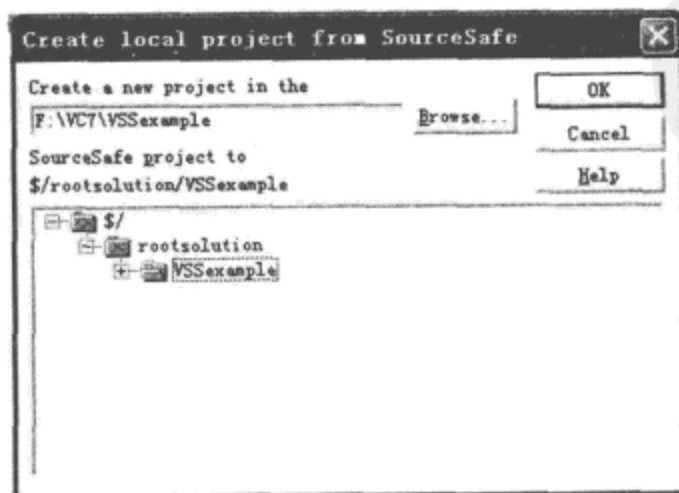 Create local project from SourceSafe
Create a new project in the
OK
F:\VC7\VSSexample
Browse...
Cancel
SourceSafe project to
Help
$/rootsolution/VSSexample
$/
rootsolution
VSSexample